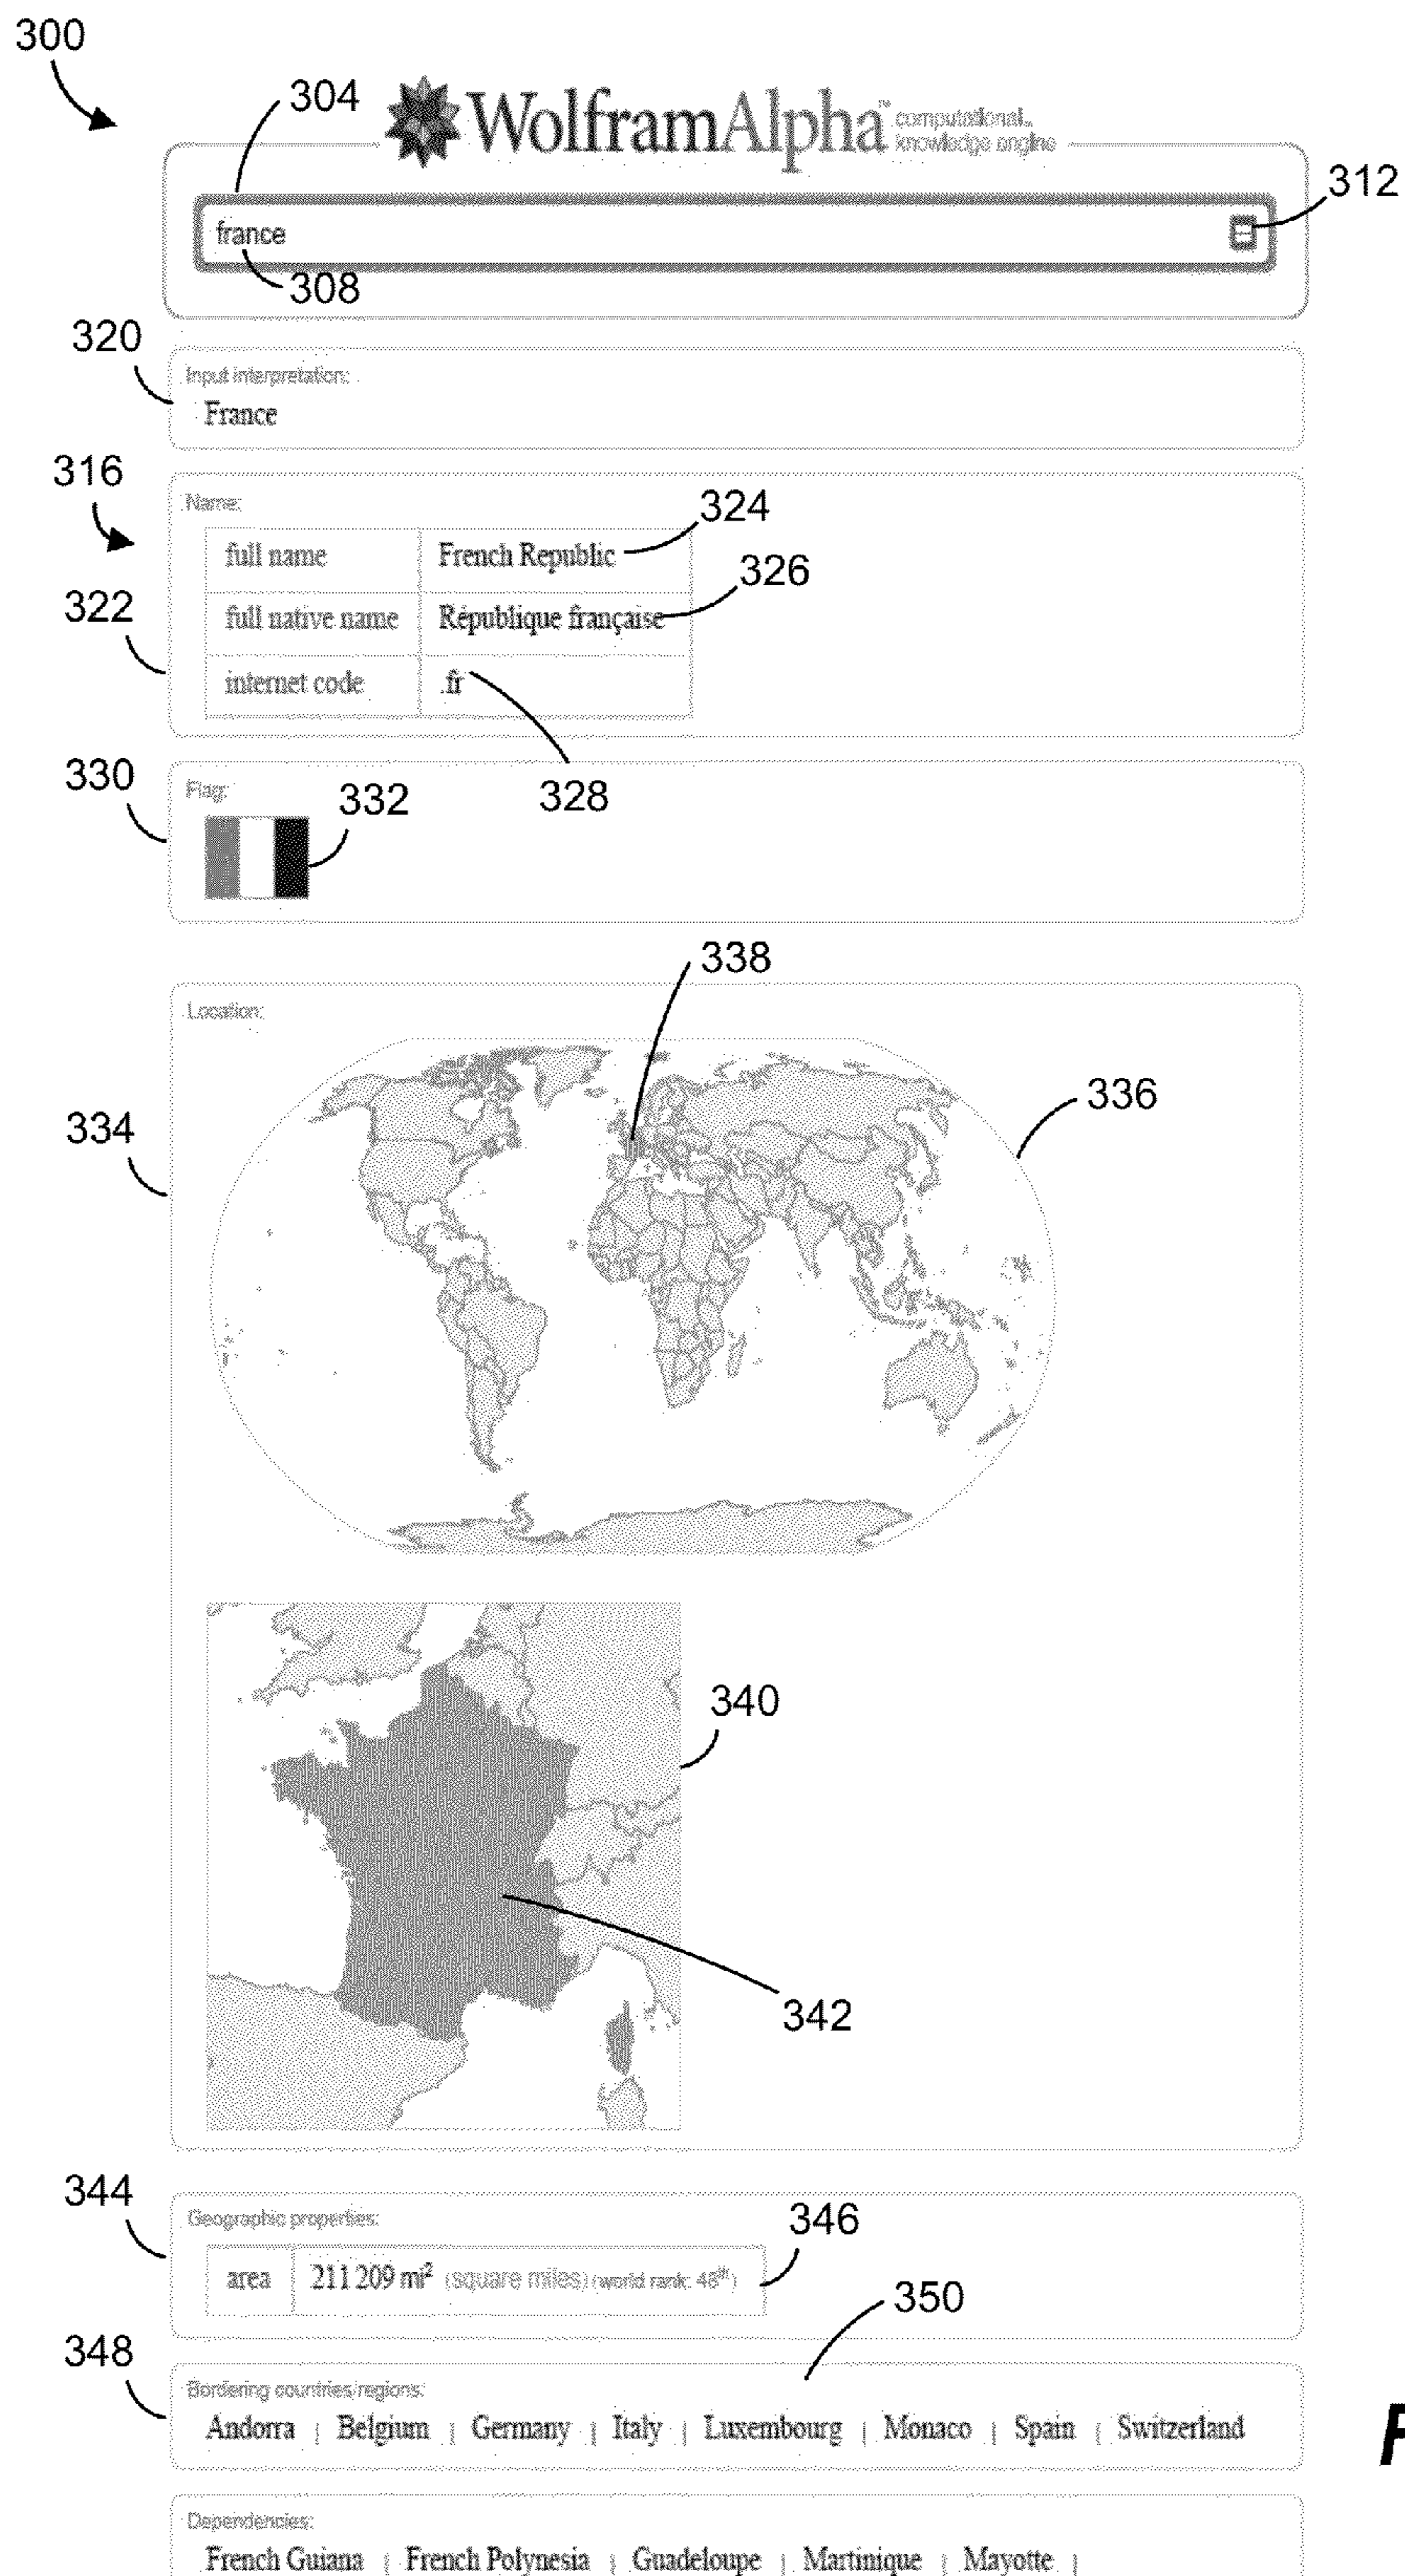 300
304
WolframAlpha™ computational knowledge engine
312
france
308
320
Input interpretation:
France
316
Name:
324
full name French Republic
326
322
full native name République française
internet code .fr
330
Flag:
332
328
338
Location:
336
334
340
342
344
Geographic properties:
346
area 211 209 mi² (square miles) (world rank: 48th)
350
348
Bordering countries/regions:
Andorra | Belgium | Germany | Italy | Luxembourg | Monaco | Spain | Switzerland
Dependencies:
French Guiana | French Polynesia | Guadeloupe | Martinique | Mayotte |